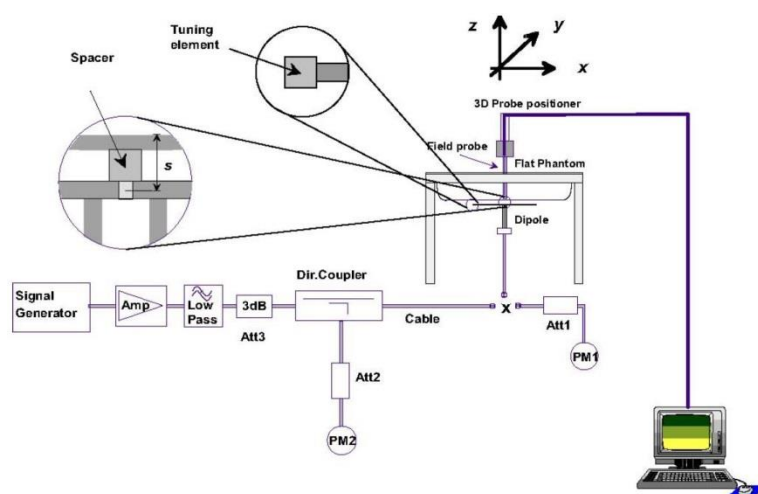 Tuning
element
Spacer
s
z
y
x
3D Probe positioner
Field probe
Flat Phantom
Dipole
Signal
Generator
Amp
Low
Pass
3dB
Att3
Dir.Coupler
Cable
x
Att1
PM1
Att2
PM2